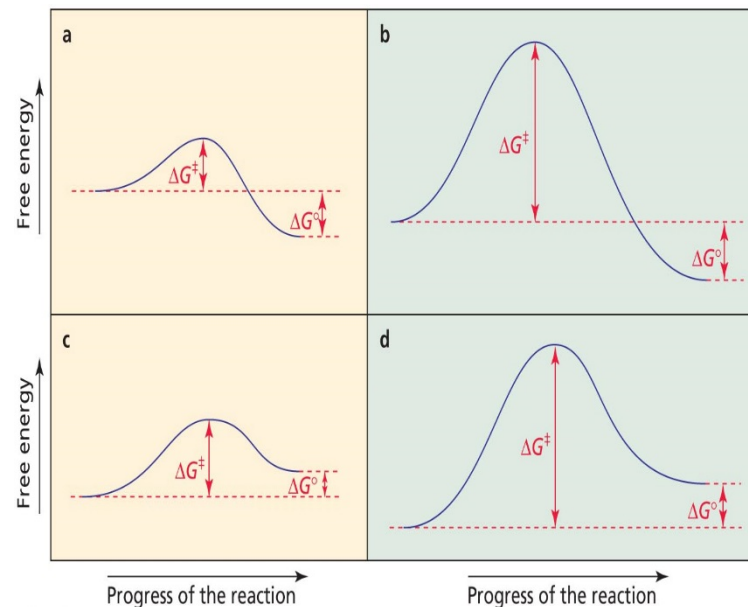 a
b
Free energy
ΔG‡
ΔG°
ΔG‡
ΔG°
c
d
Free energy
ΔG‡
ΔG°
ΔG‡
ΔG°
Progress of the reaction
Progress of the reaction